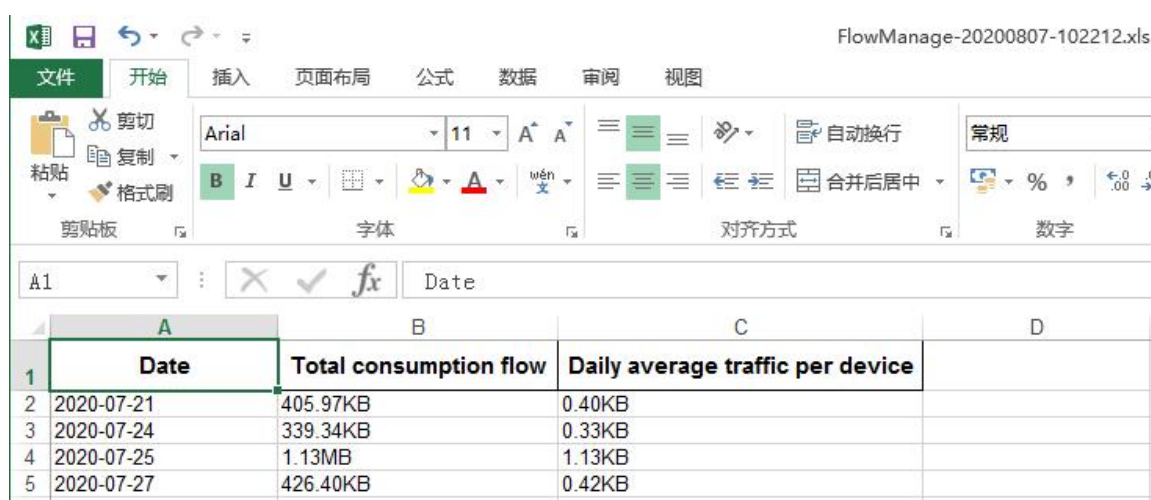 FlowManage-20200807-102212.xls
文件 开始 插入 页面布局 公式 数据 审阅 视图
剪切
复制
格式刷
粘贴
剪贴板
Arial 11 A A
B I U A wén 文
字体
自动换行
合并后居中
对齐方式
常规
% , .00
数字
A1 fx Date
A B C D
1 Date Total consumption flow Daily average traffic per device
2 2020-07-21 405.97KB 0.40KB
3 2020-07-24 339.34KB 0.33KB
4 2020-07-25 1.13MB 1.13KB
5 2020-07-27 426.40KB 0.42KB